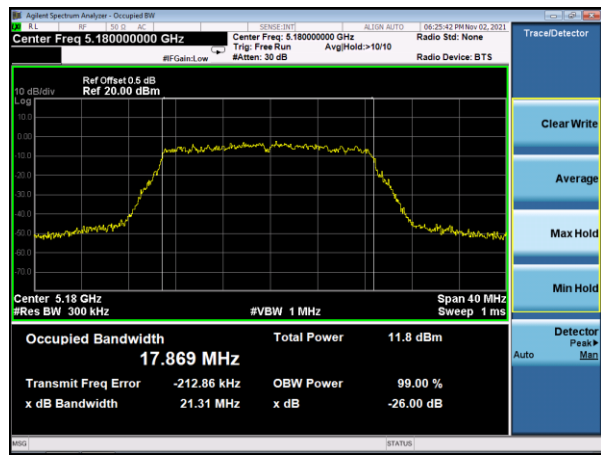 Agilent Spectrum Analyzer - Occupied BW
RL RF 50 Ω AC SENSE:INT ALIGN AUTO 06:25:42 PM Nov 02, 2021
Center Freq 5.180000000 GHz
Center Freq: 5.180000000 GHz
Radio Std: None
Trig: Free Run Avg|Hold:>10/10
#IFGain:Low #Atten: 30 dB Radio Device: BTS
Trace/Detector
Ref Offset 0.5 dB
10 dB/div Ref 20.00 dBm
Log
10.0
0.00
-10.0
-20.0
-30.0
-40.0
-50.0
-60.0
-70.0
Center 5.18 GHz Span 40 MHz
#Res BW 300 kHz #VBW 1 MHz Sweep 1 ms
Occupied Bandwidth Total Power 11.8 dBm
17.869 MHz
Transmit Freq Error -212.86 kHz OBW Power 99.00 %
x dB Bandwidth 21.31 MHz x dB -26.00 dB
Clear Write
Average
Max Hold
Min Hold
Detector
Peak▶
Auto Man
MSG STATUS